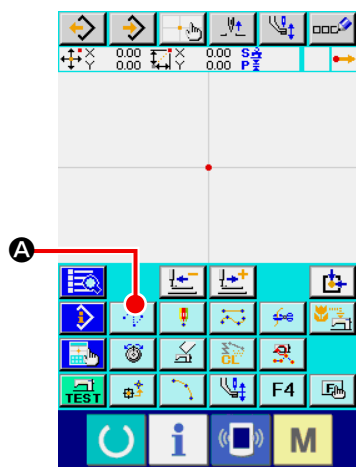 X 0.00 X 0.00 S
Y 0.00 Y 0.00 P
A
CL
TEST F4 F
i M